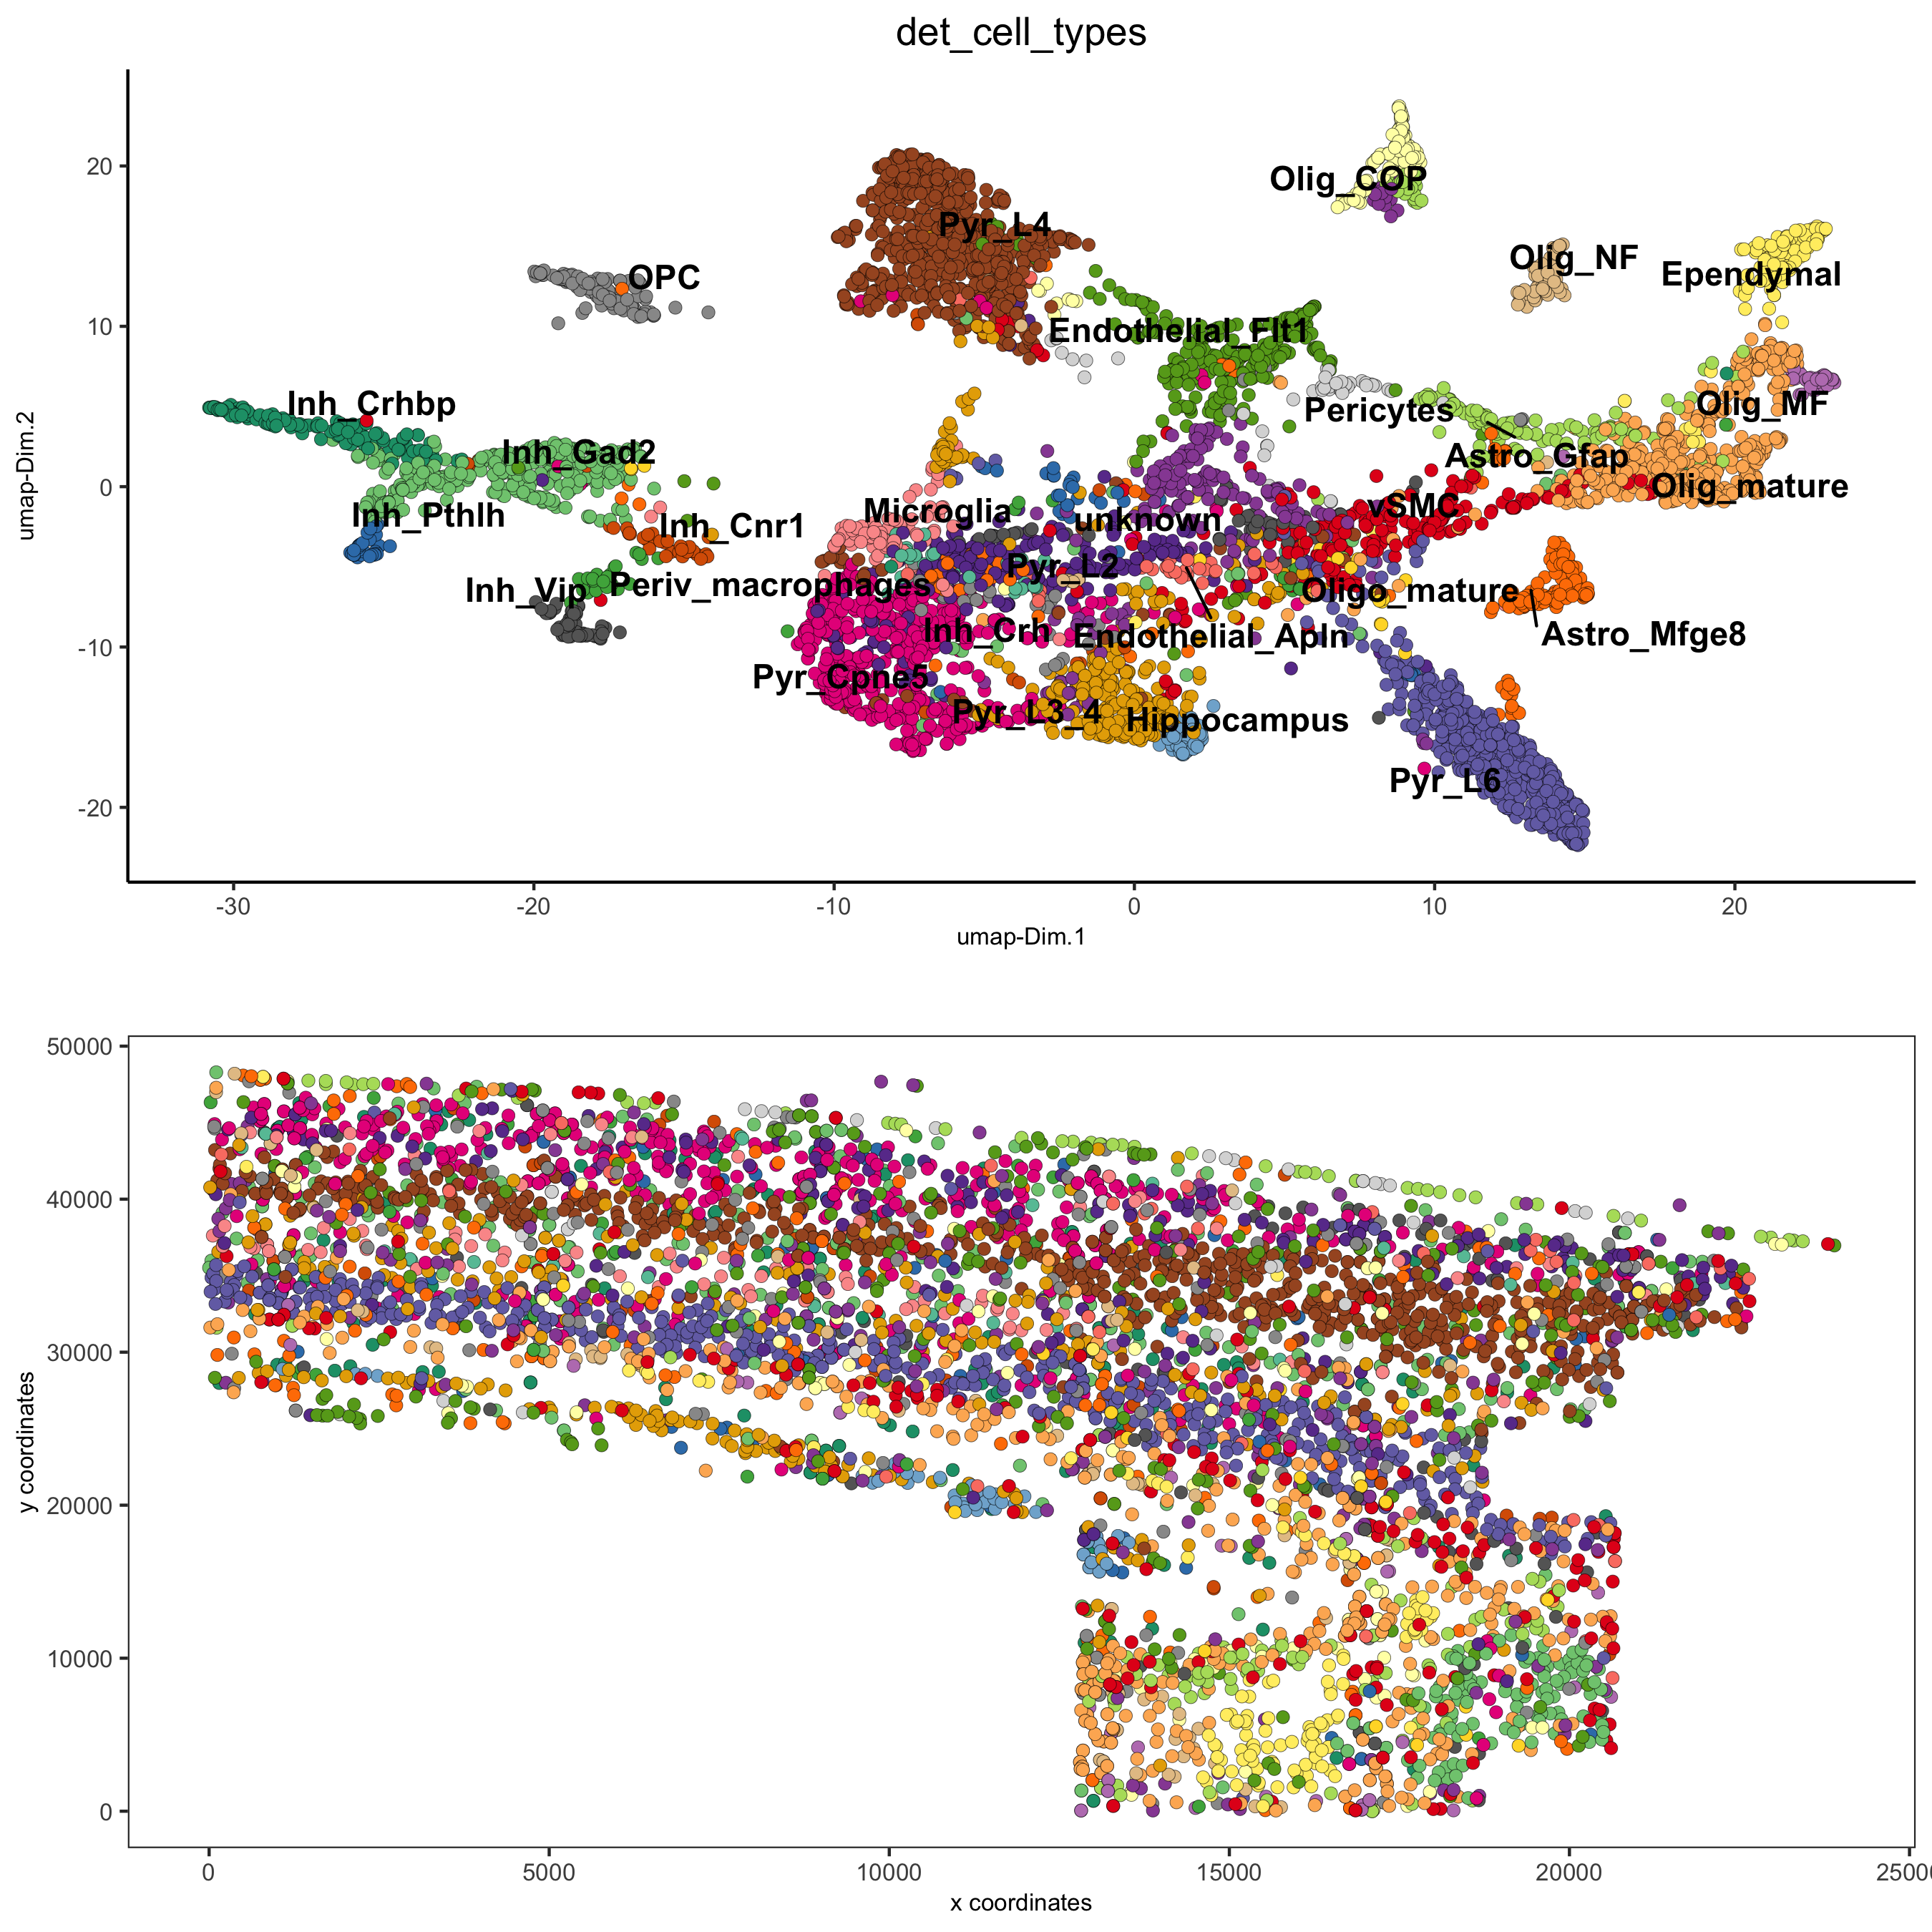 det_cell_types
umap-Dim.2
20
10
0
-10
-20
Olig_COP
Pyr_L4
Olig_NF
OPC
Ependymal
Endothelial_Flt1
Inh_Crhbp
Pericytes
Olig_MF
Inh_Gad2
Astro_Gfap
Olig_mature
Microglia
vSMC
Inh_Pthlh
unknown
Inh_Cnr1
Pyr_L2
Periv_macrophages
Inh_Vip
Oligo_mature
Inh_Crh
Endothelial_Apln
Astro_Mfge8
Pyr_Cpne5
Pyr_L3_4
Hippocampus
Pyr_L6
-30 -20 -10 0 10 20
umap-Dim.1
y coordinates
50000
40000
30000
20000
10000
0
0 5000 10000 15000 20000 2500
x coordinates